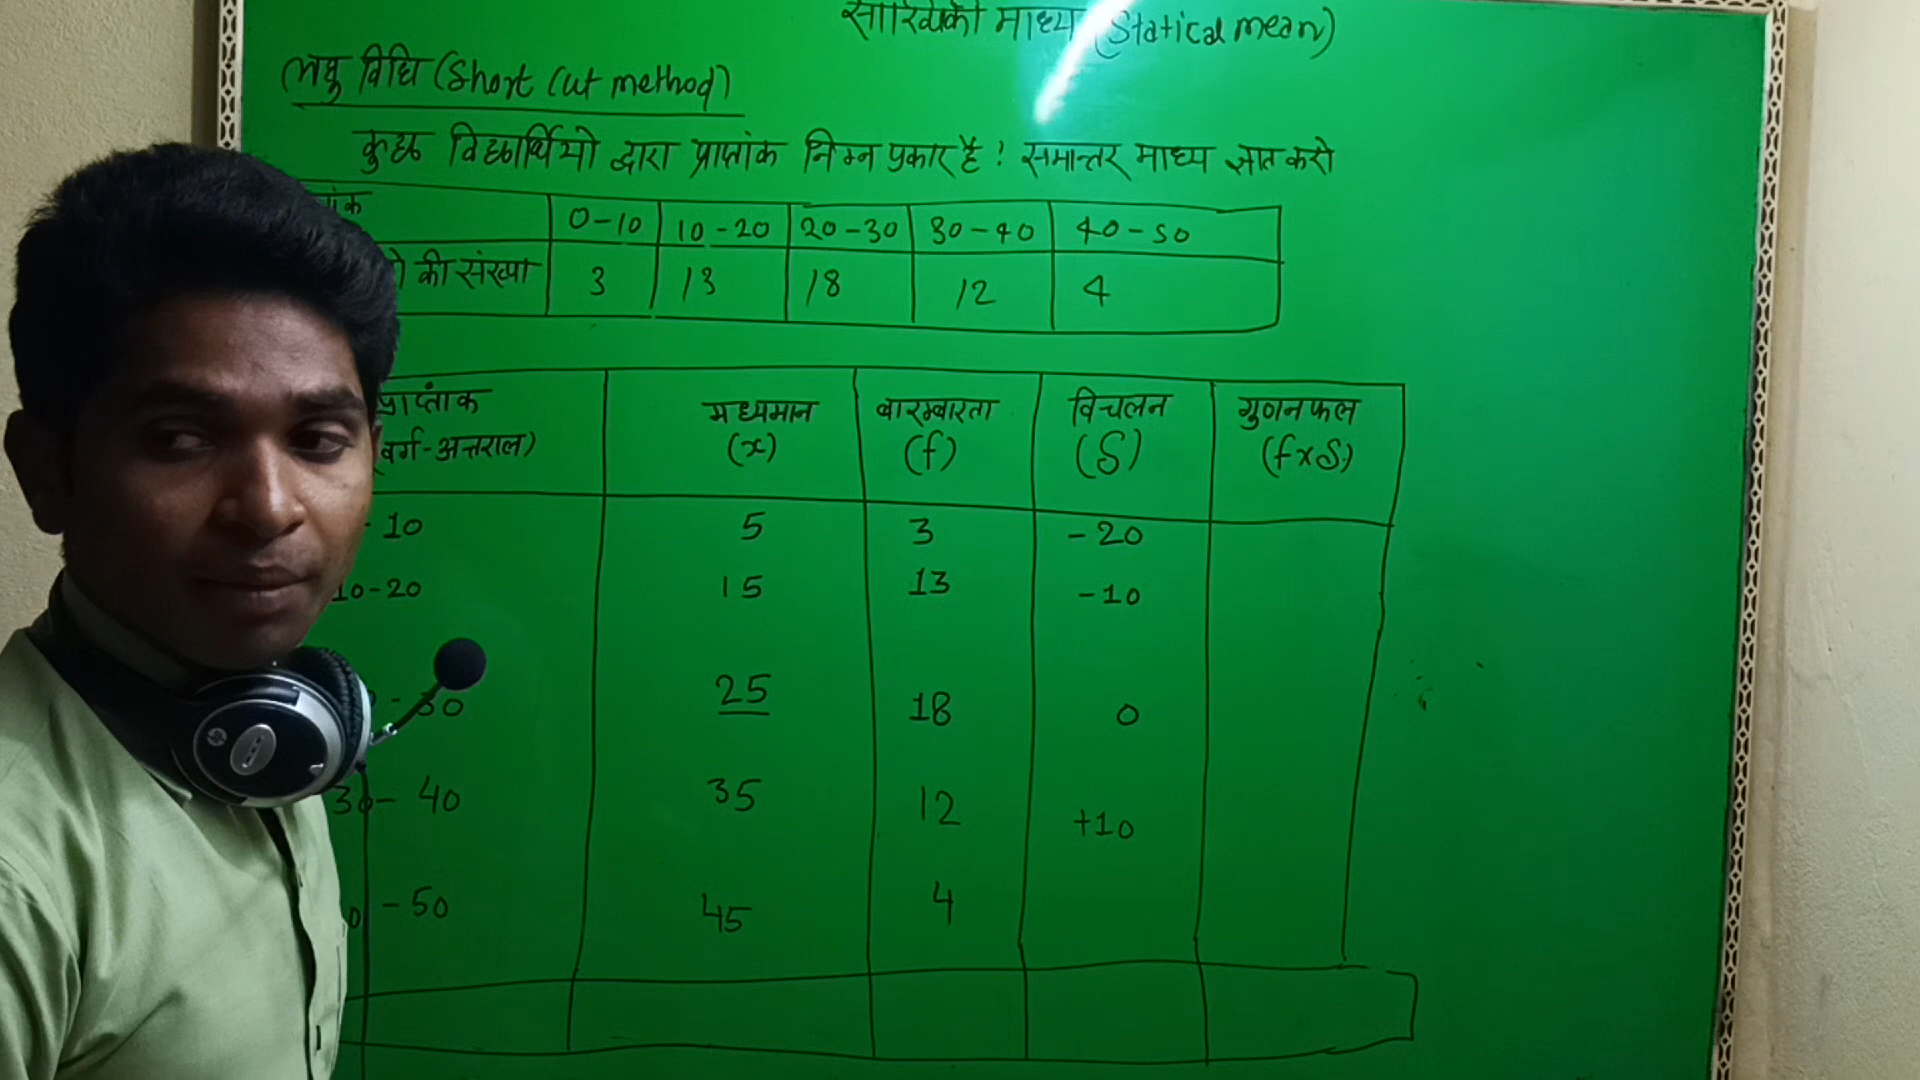 सांख्यिकी माध्य (Statical mean)
लघु विधि (Short cut method)
कुछ विद्यार्थियो द्वारा प्राप्तांक निम्न प्रकार है! समान्तर माध्य ज्ञात करो
0-10 10-20 20-30 30-40 40-50
की संख्या 3 13 18 12 4
प्राप्तांक मध्यमान बारम्बारता विचलन गुणनफल
(वर्ग-अन्तराल) (x) (f) (δ) (f×δ)
-10 5 3 -20
10-20 15 13 -10
-30 25 18 0
30-40 35 12 +10
0-50 45 4